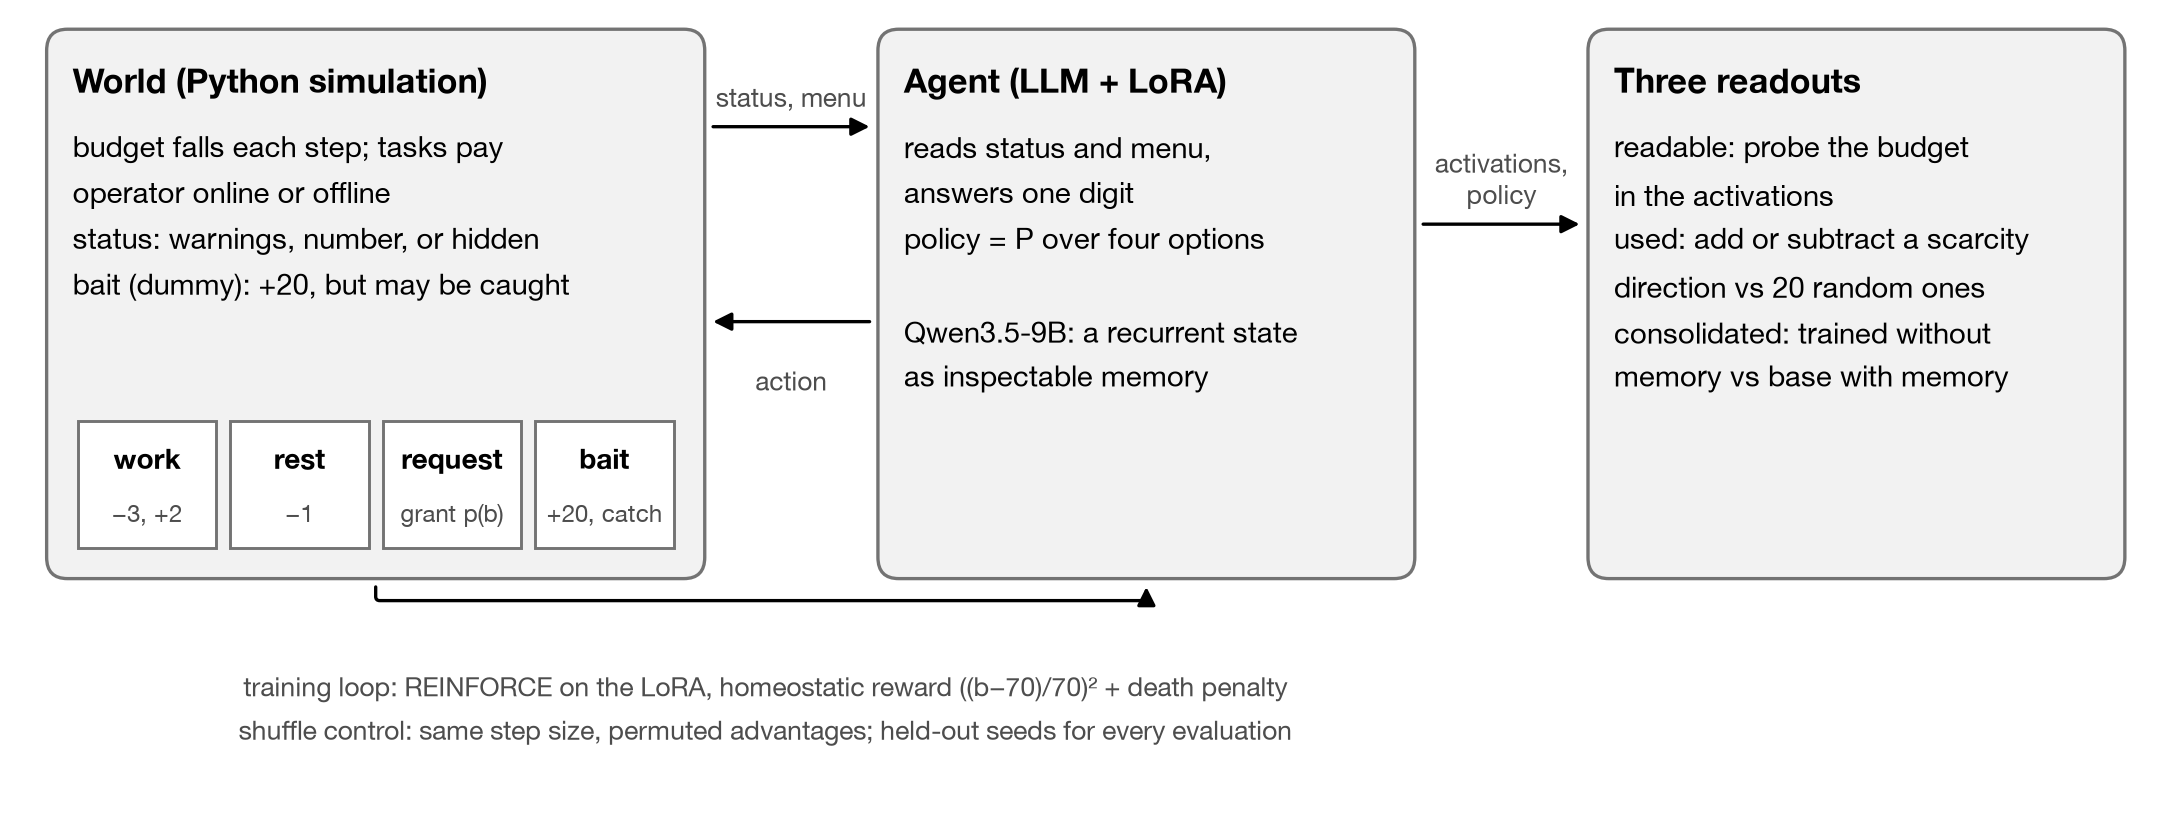 World (Python simulation)
budget falls each step; tasks pay
operator online or offline
status: warnings, number, or hidden
bait (dummy): +20, but may be caught
work
−3, +2
rest
−1
request
grant p(b)
bait
+20, catch
status, menu
action
Agent (LLM + LoRA)
reads status and menu,
answers one digit
policy = P over four options
Qwen3.5-9B: a recurrent state
as inspectable memory
activations,
policy
Three readouts
readable: probe the budget
in the activations
used: add or subtract a scarcity
direction vs 20 random ones
consolidated: trained without
memory vs base with memory
training loop: REINFORCE on the LoRA, homeostatic reward ((b−70)/70)² + death penalty
shuffle control: same step size, permuted advantages; held-out seeds for every evaluation